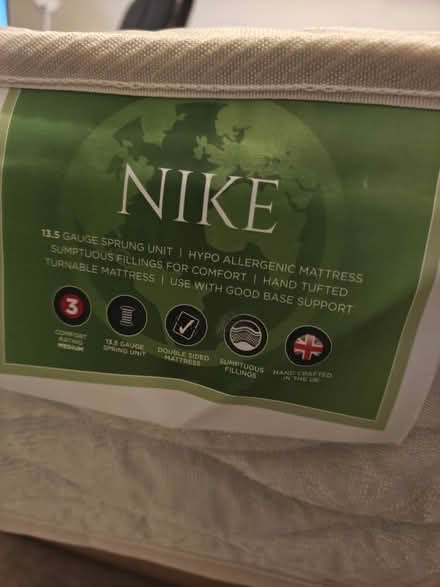 NIKE
13.5 GAUGE SPRUNG UNIT | HYPO ALLERGENIC MATTRESS
SUMPTUOUS FILLINGS FOR COMFORT | HAND TUFTED
TURNABLE MATTRESS | USE WITH GOOD BASE SUPPORT
3
COMFORT
RATING
MEDIUM
13.5 GAUGE
SPRING UNIT
DOUBLE SIDED
MATTRESS
SUMPTUOUS
FILLINGS
HAND CRAFTED
IN THE UK